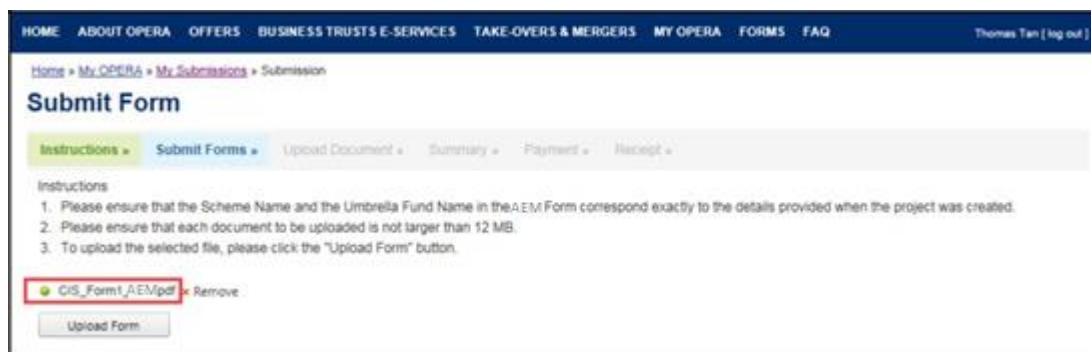 HOME ABOUT OPERA OFFERS BUSINESS TRUSTS E-SERVICES TAKE-OVERS & MERGERS MY OPERA FORMS FAQ Thomas Tan [ log out ]
Home » My OPERA » My Submissions » Submission
Submit Form
Instructions » Submit Forms » Upload Document » Summary » Payment » Receipt »
Instructions
1. Please ensure that the Scheme Name and the Umbrella Fund Name in theAEM Form correspond exactly to the details provided when the project was created.
2. Please ensure that each document to be uploaded is not larger than 12 MB.
3. To upload the selected file, please click the "Upload Form" button.
CIS_Form1_AEMpdf × Remove
Upload Form